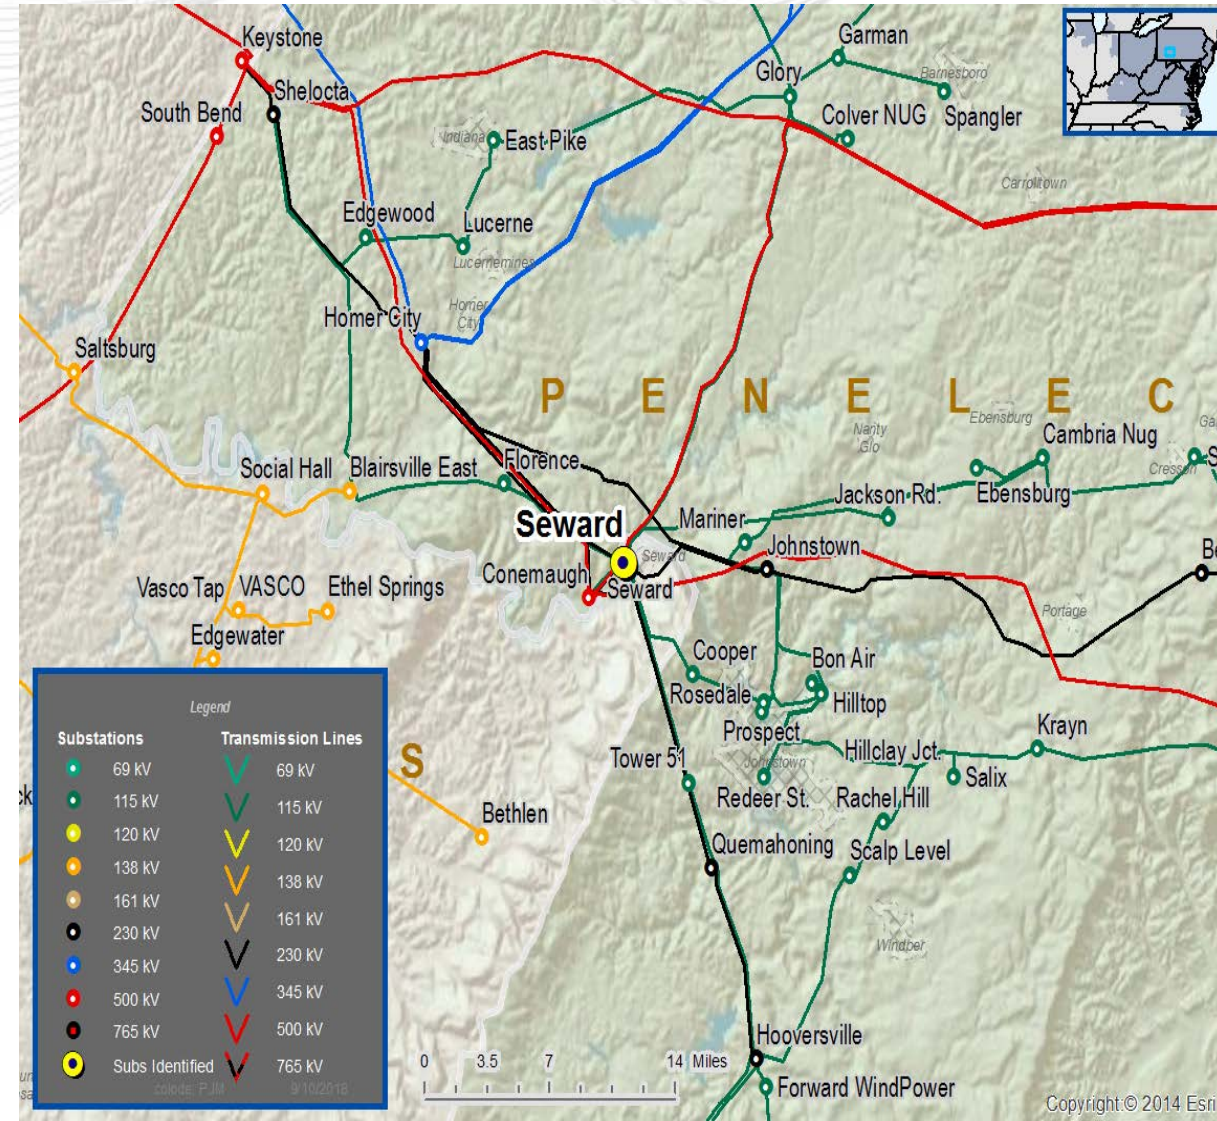 Keystone
Garman
Glory
Barnesboro
Shelocta
South Bend
Colver NUG
Spangler
Indiana
East Pike
Carrolltown
Edgewood
Lucerne
Lucernemines
Homer
City
Homer City
Saltsburg
P E N E L E C
Ebensburg
Nanty
Glo
Cambria Nug
Cresson
Social Hall
Blairsville East
Florence
Ebensburg
Jackson Rd.
Seward
Mariner
Johnstown
Seward
Conemaugh
Seward
Vasco Tap
VASCO
Ethel Springs
Portage
Edgewater
Cooper
Bon Air
Rosedale
Hilltop
Prospect
Krayn
Hillclay Jct.
Tower 51
Johnstown
Salix
S
Redeer St.
Rachel Hill
Bethlen
Quemahoning
Scalp Level
Windber
Hooversville
Forward WindPower
Legend
Substations
Transmission Lines
69 kV
69 kV
115 kV
115 kV
120 kV
120 kV
138 kV
138 kV
161 kV
161 kV
230 kV
230 kV
345 kV
345 kV
500 kV
500 kV
765 kV
765 kV
Subs Identified
PJM
9/10/2018
0 3.5 7 14 Miles
Copyright:© 2014 Esri